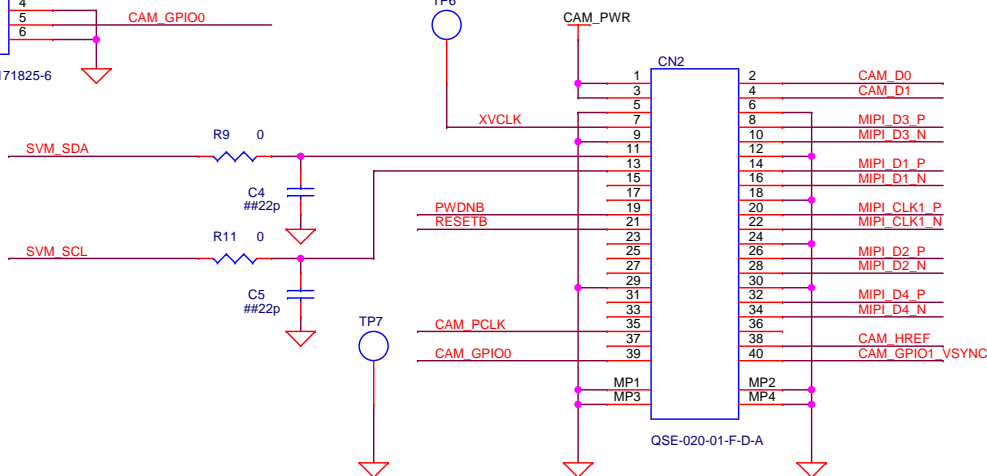 4
5 CAM_GPIO0
6
171825-6
TP6
CAM_PWR
CN2
1 2 CAM_D0
3 4 CAM_D1
5 6
XVCLK 7 8 MIPI_D3_P
9 10 MIPI_D3_N
SVM_SDA R9 0 11 12
13 14 MIPI_D1_P
15 16 MIPI_D1_N
C4 17 18
##22p
PWDNB 19 20 MIPI_CLK1_P
RESETB 21 22 MIPI_CLK1_N
R11 0 23 24
SVM_SCL 25 26 MIPI_D2_P
27 28 MIPI_D2_N
29 30
C5 31 32 MIPI_D4_P
##22p 33 34 MIPI_D4_N
TP7 CAM_PCLK 35 36
37 38 CAM_HREF
CAM_GPIO0 39 40 CAM_GPIO1_VSYNC
MP1 MP2
MP3 MP4
QSE-020-01-F-D-A